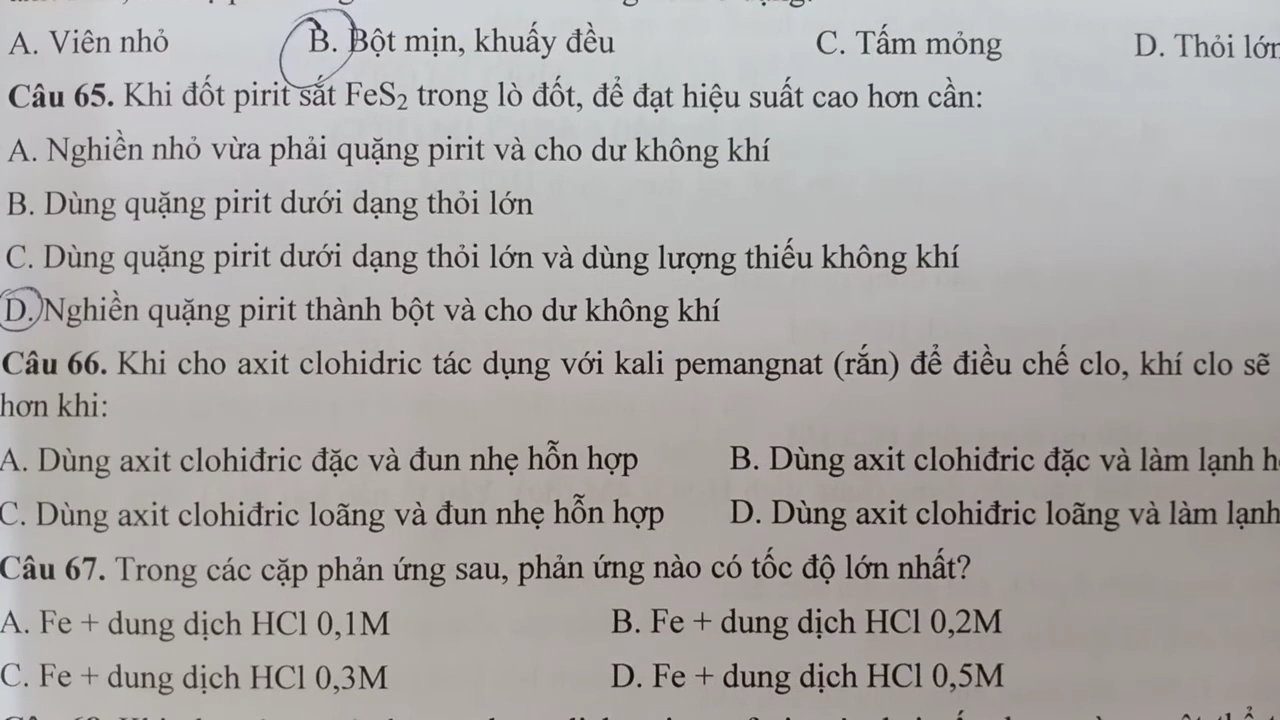 A. Viên nhỏ B. Bột mịn, khuấy đều C. Tấm mỏng D. Thỏi lớn
Câu 65. Khi đốt pirit sắt FeS₂ trong lò đốt, để đạt hiệu suất cao hơn cần:
A. Nghiền nhỏ vừa phải quặng pirit và cho dư không khí
B. Dùng quặng pirit dưới dạng thỏi lớn
C. Dùng quặng pirit dưới dạng thỏi lớn và dùng lượng thiếu không khí
D. Nghiền quặng pirit thành bột và cho dư không khí
Câu 66. Khi cho axit clohidric tác dụng với kali pemangnat (rắn) để điều chế clo, khí clo sẽ
hơn khi:
A. Dùng axit clohiđric đặc và đun nhẹ hỗn hợp B. Dùng axit clohiđric đặc và làm lạnh
C. Dùng axit clohiđric loãng và đun nhẹ hỗn hợp D. Dùng axit clohiđric loãng và làm lạnh
Câu 67. Trong các cặp phản ứng sau, phản ứng nào có tốc độ lớn nhất?
A. Fe + dung dịch HCl 0,1M B. Fe + dung dịch HCl 0,2M
C. Fe + dung dịch HCl 0,3M D. Fe + dung dịch HCl 0,5M